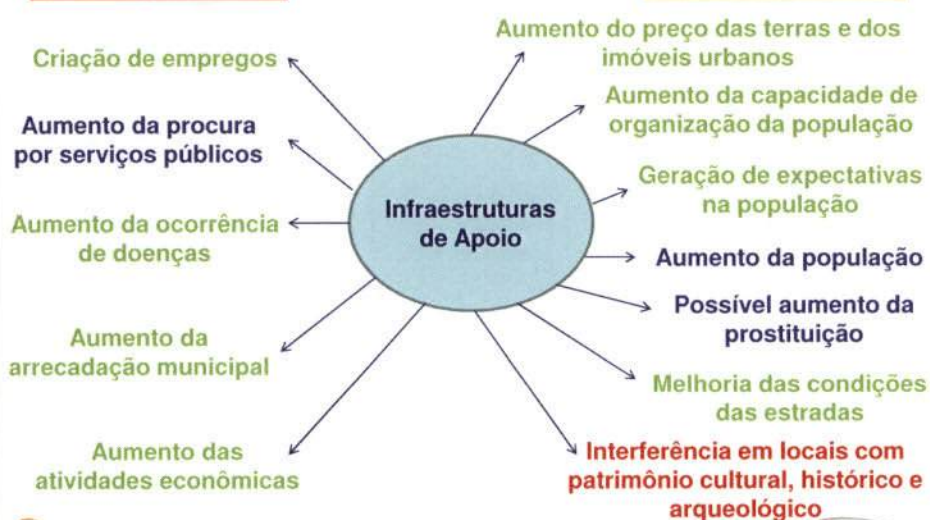 Criação de empregos
Aumento da procura
por serviços públicos
Aumento da ocorrência
de doenças
Aumento da
arrecadação municipal
Aumento das
atividades econômicas
Infraestruturas
de Apoio
Aumento do preço das terras e dos
imóveis urbanos
Aumento da capacidade de
organização da população
Geração de expectativas
na população
Aumento da população
Possível aumento da
prostituição
Melhoria das condições
das estradas
Interferência em locais com
patrimônio cultural, histórico e
arqueológico